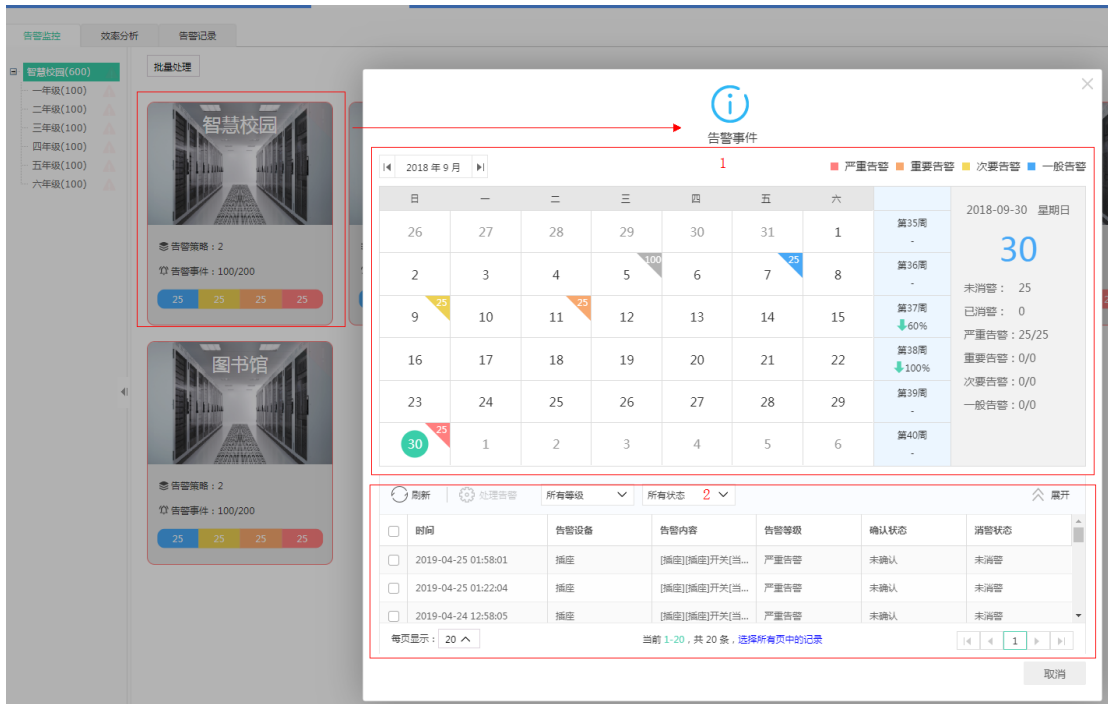 告警监控 效率分析 告警记录
智慧校园(600)
一年级(100)
二年级(100)
三年级(100)
四年级(100)
五年级(100)
六年级(100)
批量处理
智慧校园
告警策略：2
告警事件：100/200
25 25 25 25
图书馆
告警策略：2
告警事件：100/200
25 25 25 25
告警事件
1
2018 年 9 月
严重告警 重要告警 次要告警 一般告警
日 一 二 三 四 五 六
26 27 28 29 30 31 1 第35周 -
2 3 4 5 100 6 7 25 8 第36周 -
9 25 10 11 25 12 13 14 15 第37周 60%
16 17 18 19 20 21 22 第38周 100%
23 24 25 26 27 28 29 第39周 -
30 25 1 2 3 4 5 6 第40周 -
2018-09-30 星期日
30
未消警： 25
已消警： 0
严重告警：25/25
重要告警：0/0
次要告警：0/0
一般告警：0/0
刷新 处理告警 所有等级 所有状态 2 展开
时间 告警设备 告警内容 告警等级 确认状态 消警状态
2019-04-25 01:58:01 插座 [插座][插座]开关[当... 严重告警 未确认 未消警
2019-04-25 01:22:04 插座 [插座][插座]开关[当... 严重告警 未确认 未消警
2019-04-24 12:58:05 插座 [插座][插座]开关[当... 严重告警 未确认 未消警
每页显示： 20 当前 1-20，共 20 条，选择所有页中的记录 1
取消